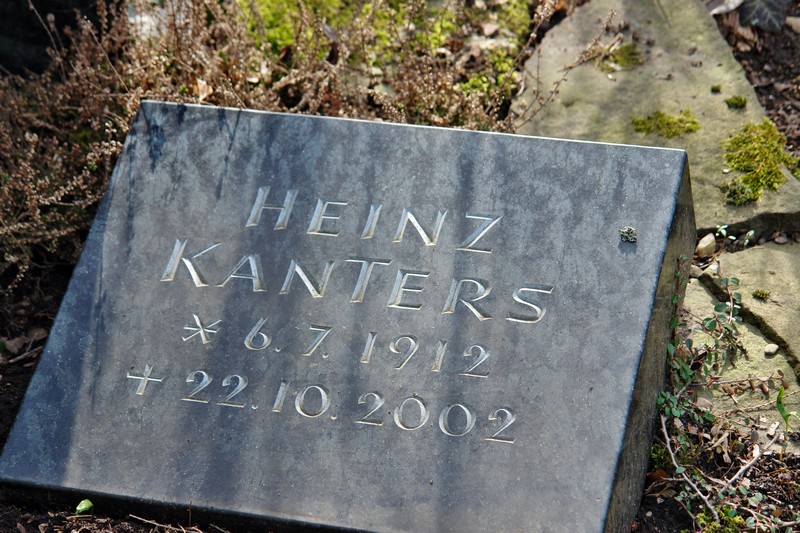 HEINZ
KANTERS
* 6. 7. 1912
+ 22.10.2002